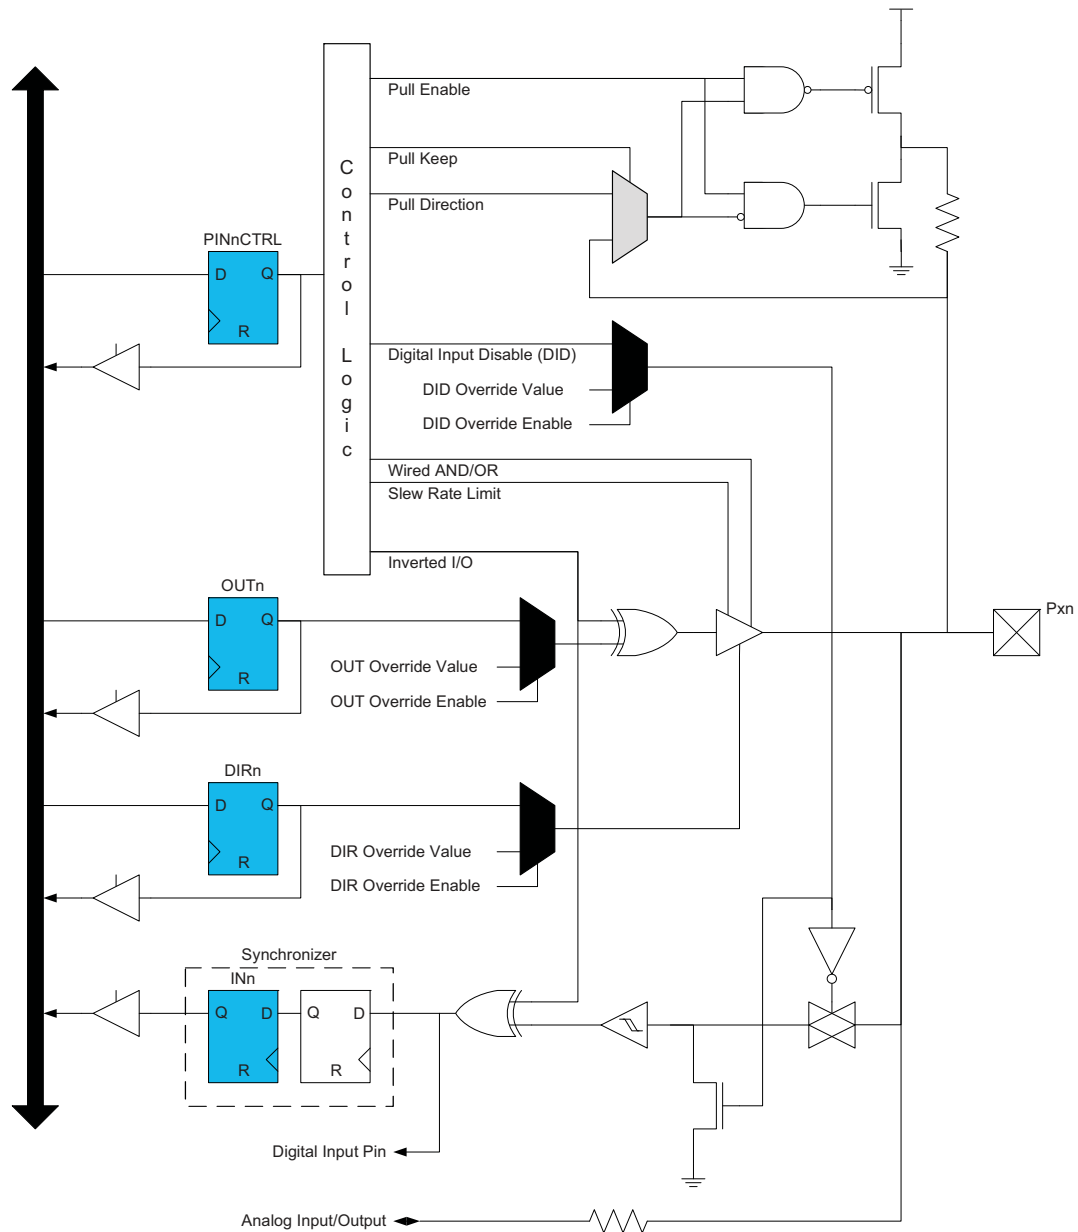 Pull Enable
Pull Keep
Pull Direction
Control Logic
PINnCTRL
D Q
R
Digital Input Disable (DID)
DID Override Value
DID Override Enable
Wired AND/OR
Slew Rate Limit
Inverted I/O
OUTn
D Q
R
Pxn
OUT Override Value
OUT Override Enable
DIRn
D Q
R
DIR Override Value
DIR Override Enable
Synchronizer
INn
Q D Q D
R R
Digital Input Pin
Analog Input/Output